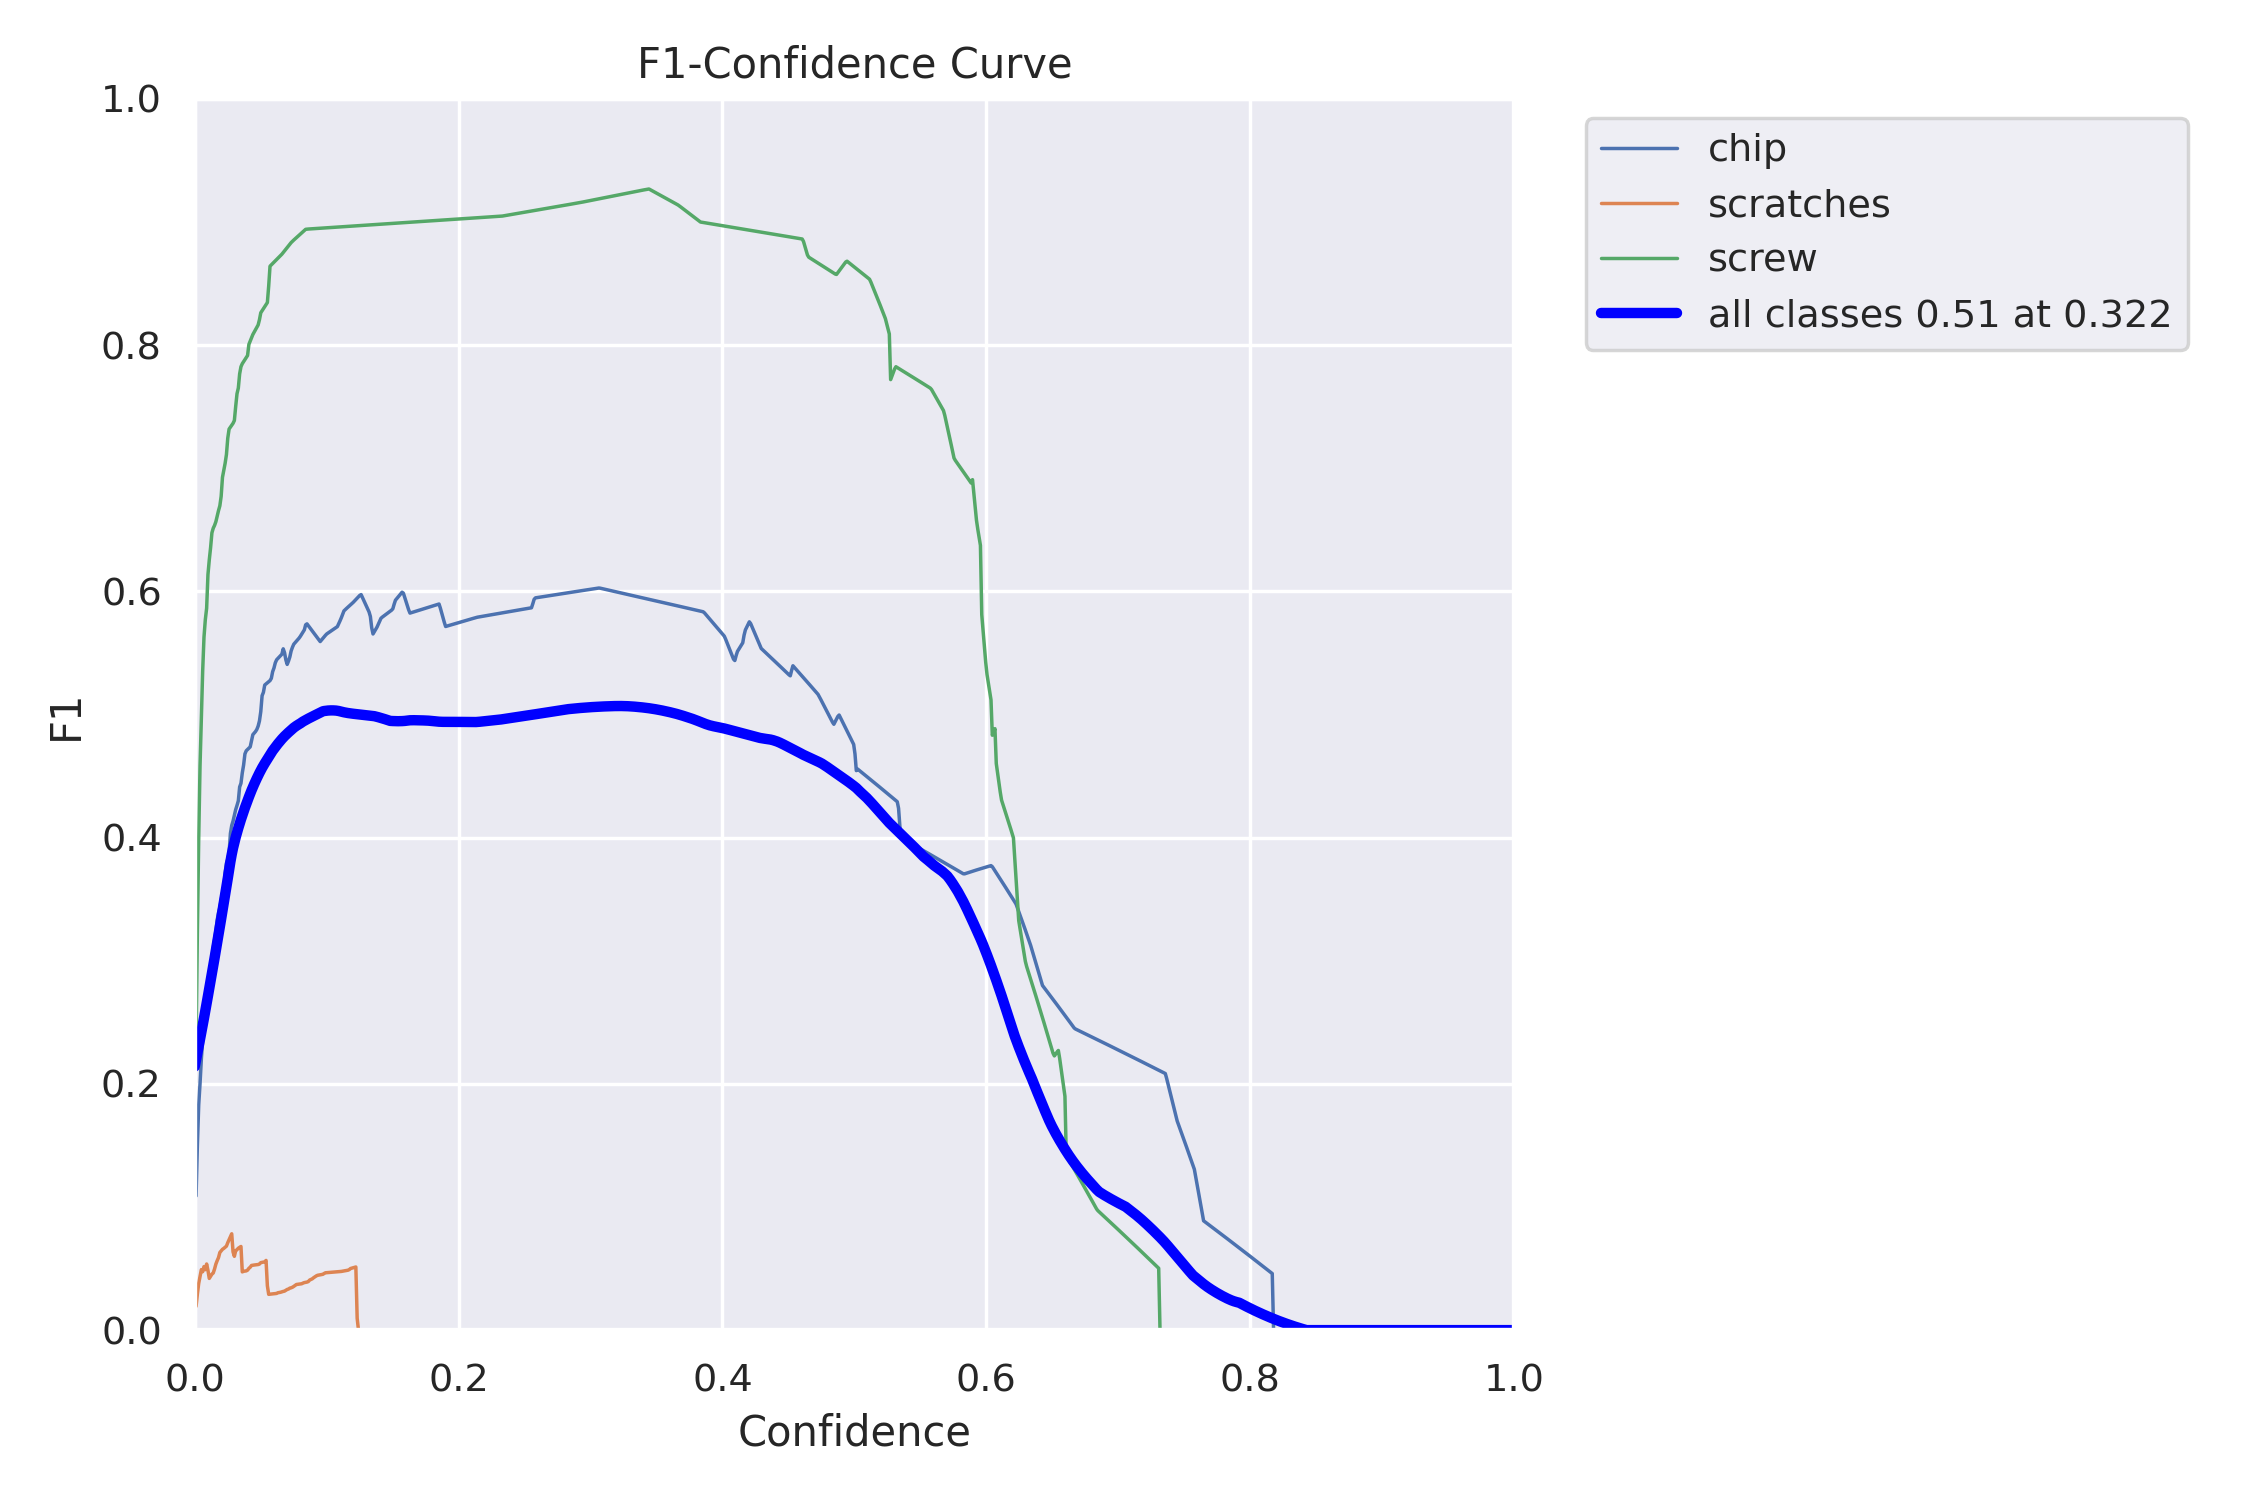 F1-Confidence Curve
1.0
0.8
0.6
0.4
0.2
0.0
F1
0.0 0.2 0.4 0.6 0.8 1.0
Confidence
chip
scratches
screw
all classes 0.51 at 0.322